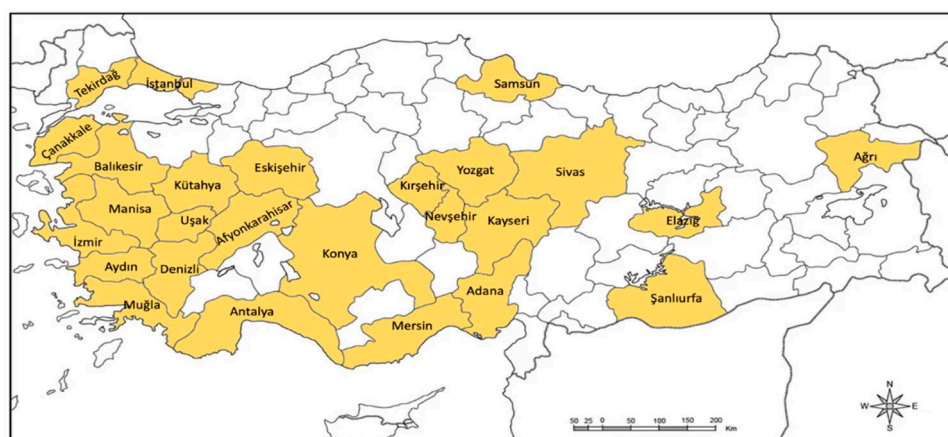 Tekirdağ
İstanbul
Samsun
Çanakkale
Balıkesir
Eskişehir
Kütahya
Yozgat
Sivas
Ağrı
Kırşehir
Manisa
Uşak
Afyonkarahisar
Nevşehir
Kayseri
Elazığ
İzmir
Konya
Aydın
Denizli
Adana
Şanlıurfa
Muğla
Antalya
Mersin
N
W
E
S
50 25 0 50 100 150 200
Km